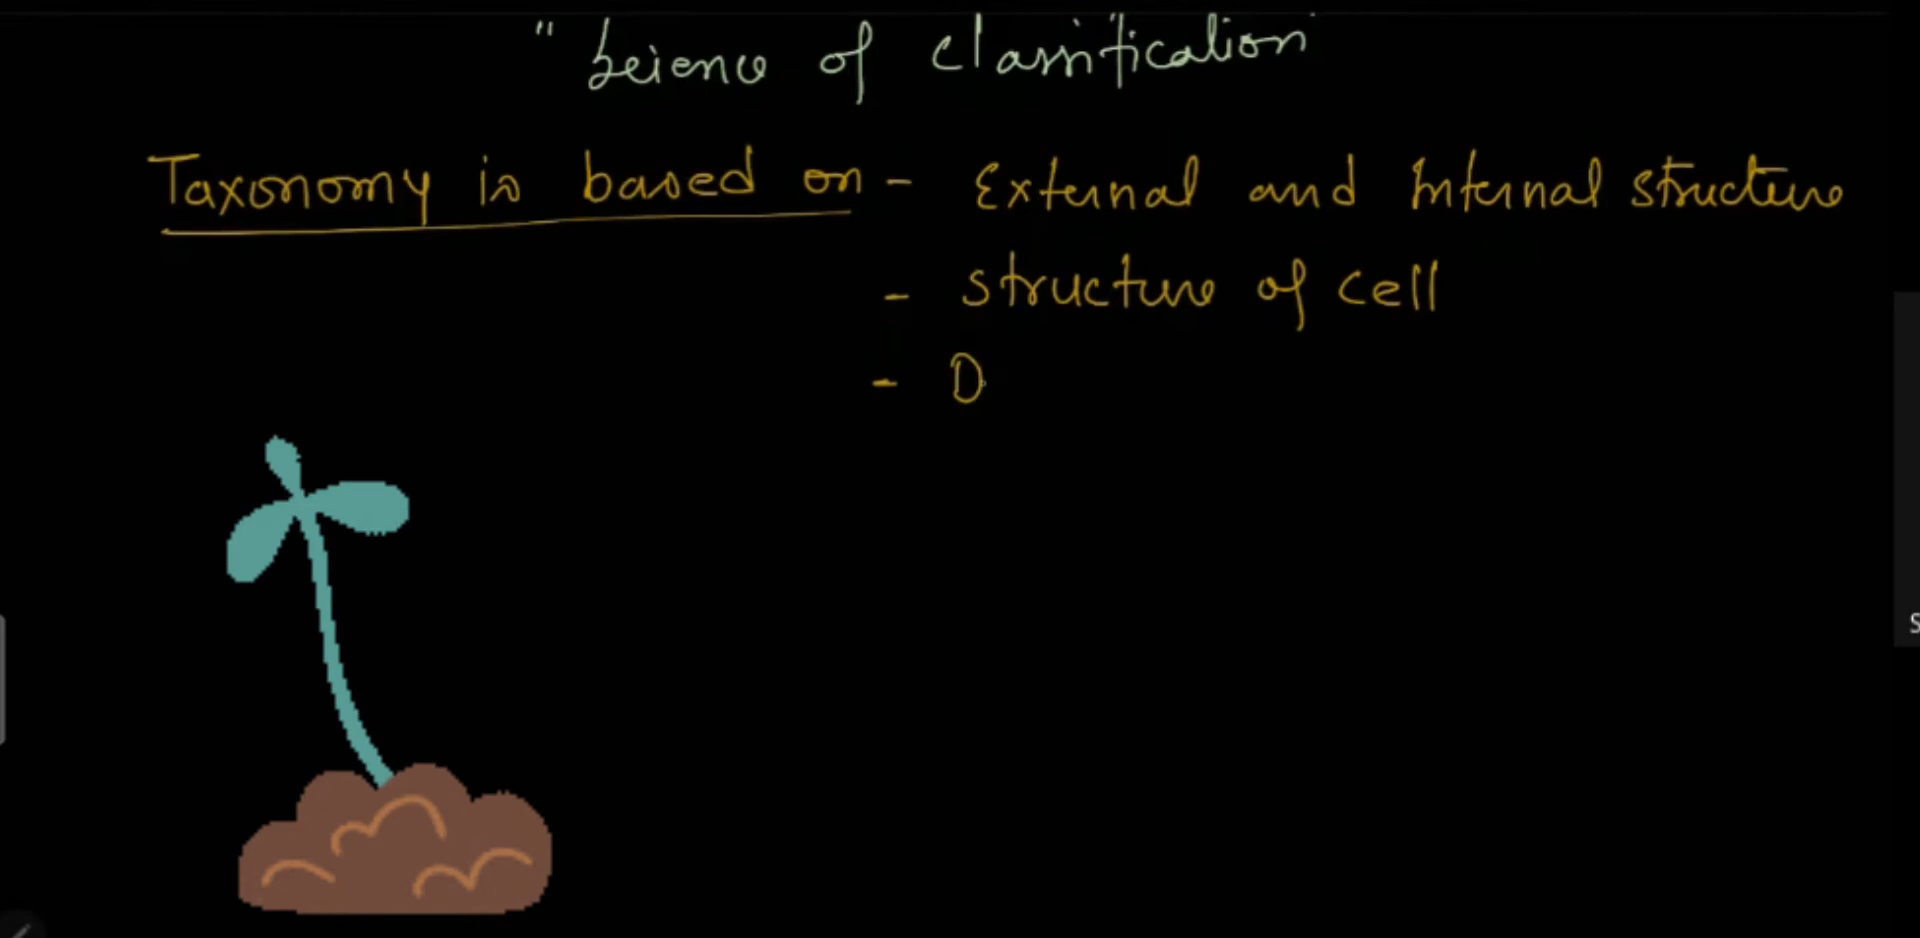 "Science of classification"
Taxonomy is based on - External and Internal structure
- structure of cell
- D
S